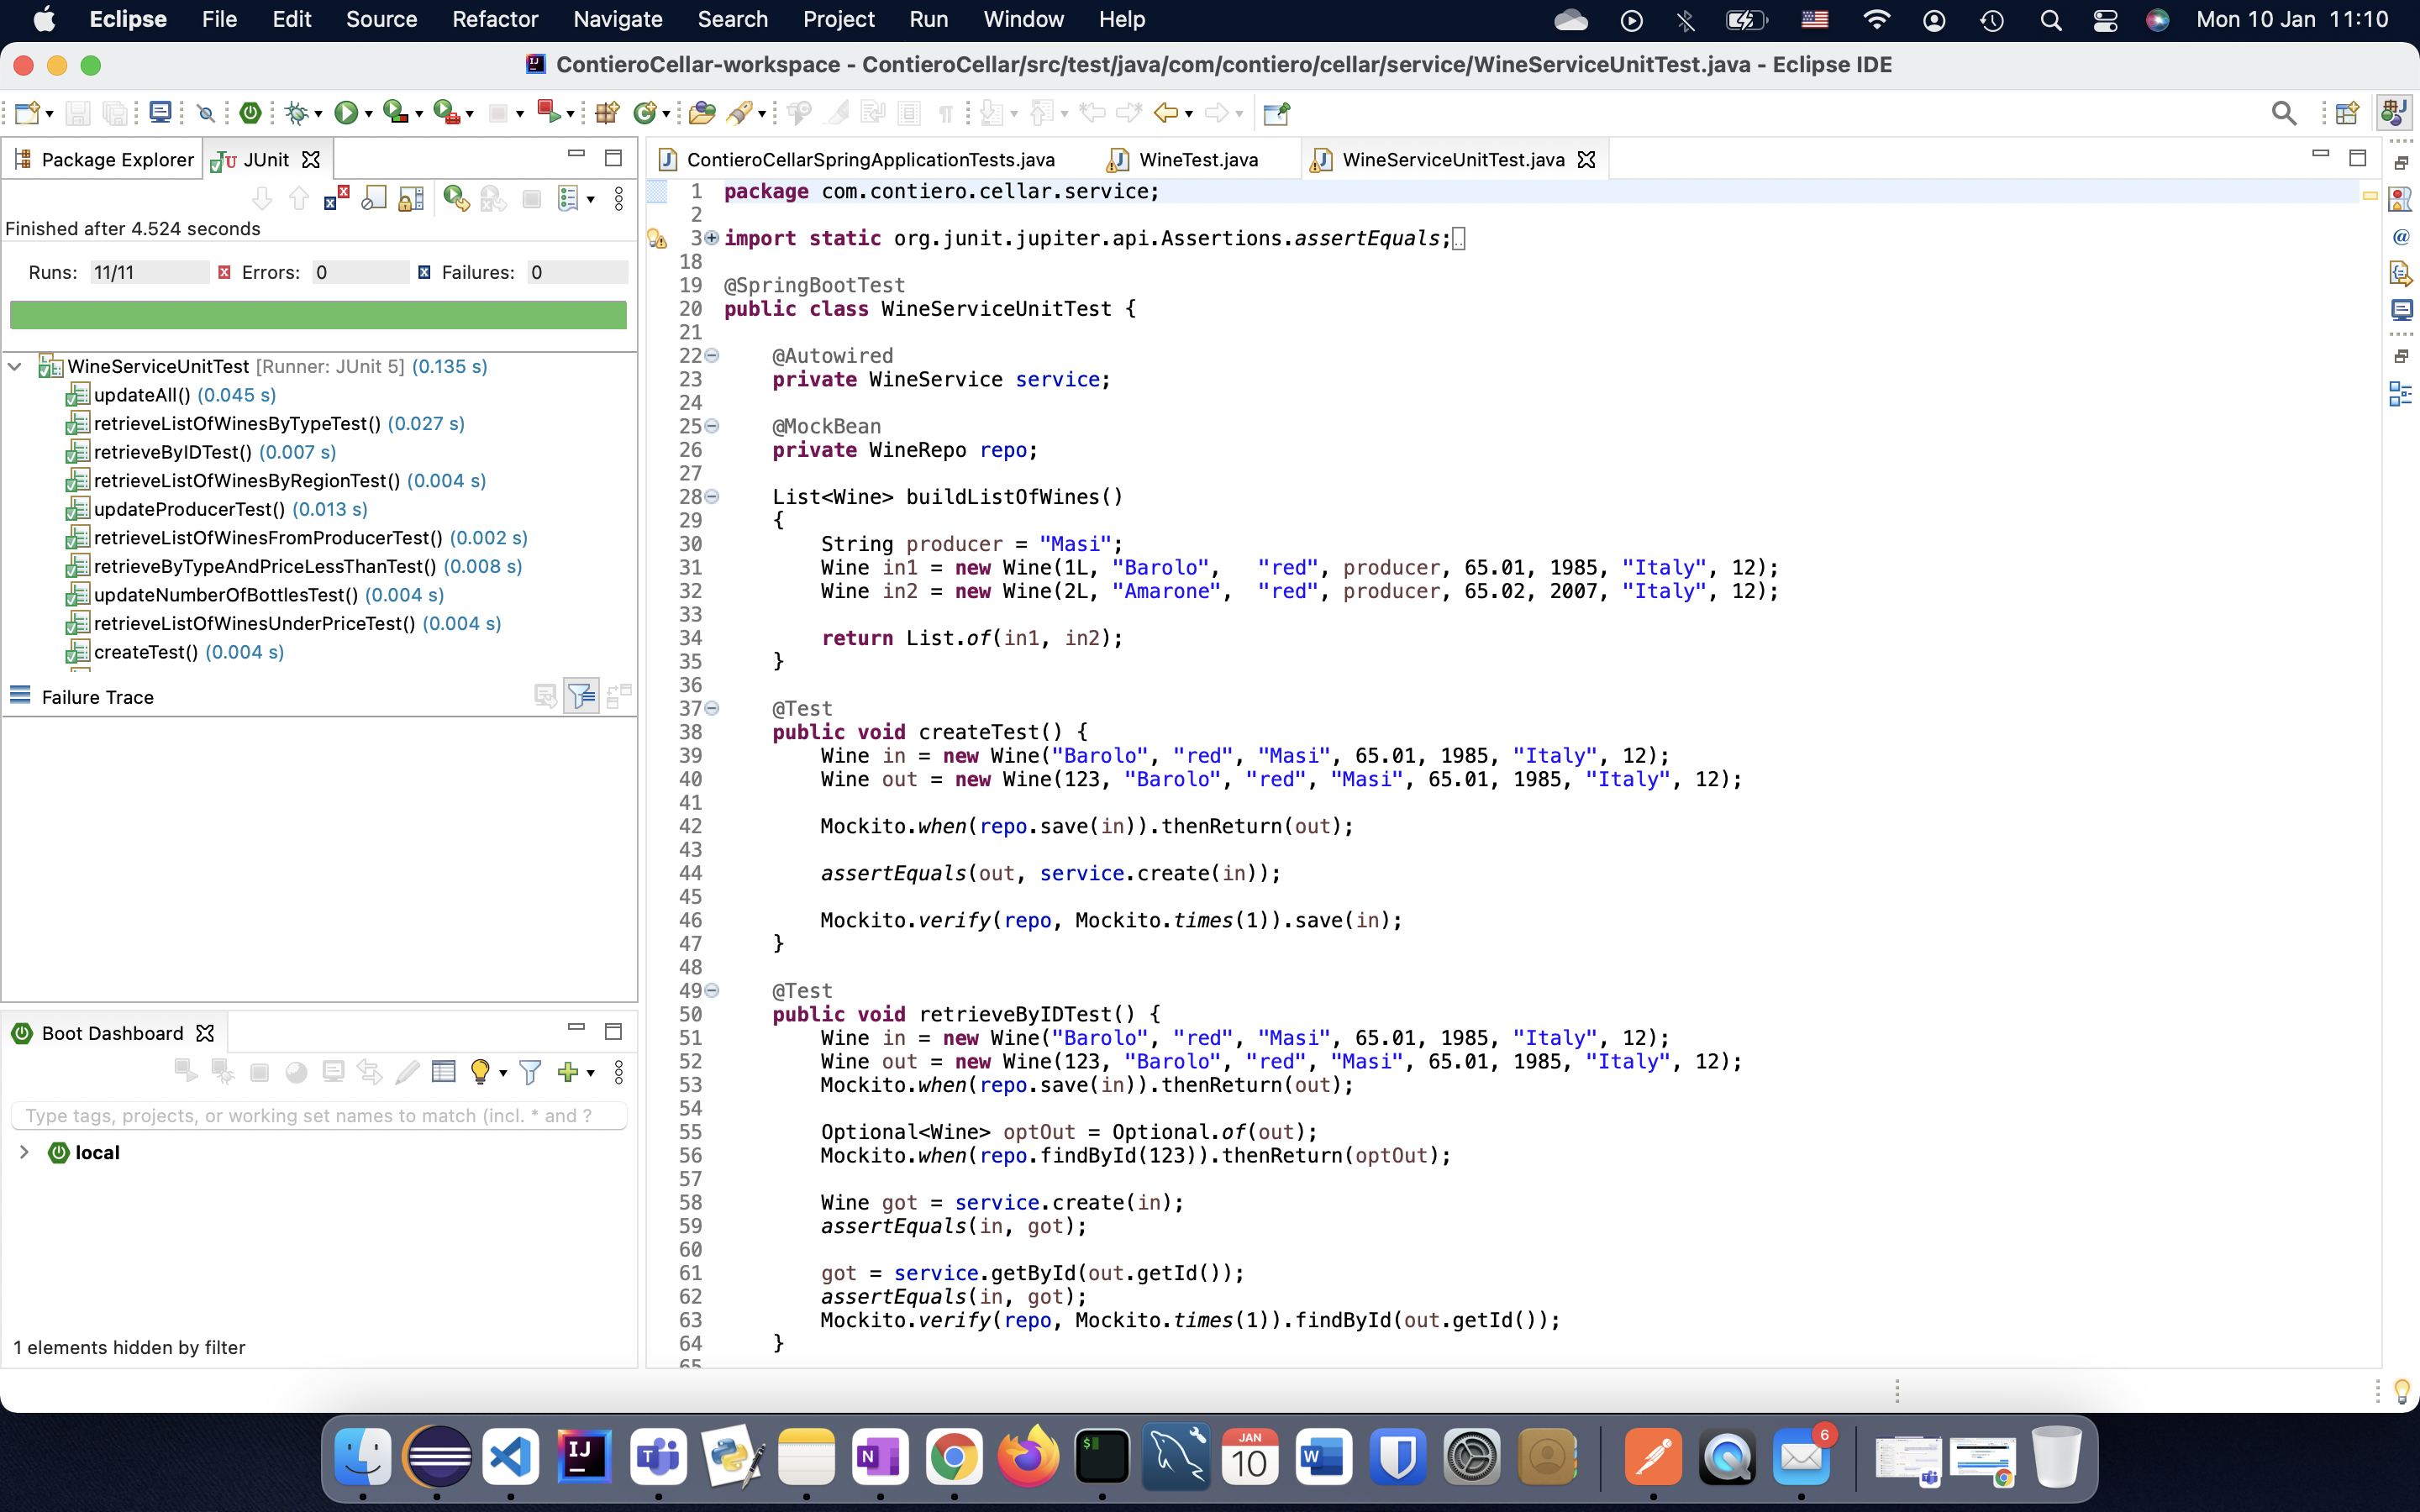 Eclipse File Edit Source Refactor Navigate Search Project Run Window Help Mon 10 Jan 11:10
ContieroCellar-workspace - ContieroCellar/src/test/java/com/contiero/cellar/service/WineServiceUnitTest.java - Eclipse IDE
Package Explorer JUnit
Finished after 4.524 seconds
Runs: 11/11 Errors: 0 Failures: 0
WineServiceUnitTest [Runner: JUnit 5] (0.135 s)
updateAll() (0.045 s)
retrieveListOfWinesByTypeTest() (0.027 s)
retrieveByIDTest() (0.007 s)
retrieveListOfWinesByRegionTest() (0.004 s)
updateProducerTest() (0.013 s)
retrieveListOfWinesFromProducerTest() (0.002 s)
retrieveByTypeAndPriceLessThanTest() (0.008 s)
updateNumberOfBottlesTest() (0.004 s)
retrieveListOfWinesUnderPriceTest() (0.004 s)
createTest() (0.004 s)
Failure Trace
Boot Dashboard
Type tags, projects, or working set names to match (incl. * and ?
local
1 elements hidden by filter
ContieroCellarSpringApplicationTests.java WineTest.java WineServiceUnitTest.java
1 package com.contiero.cellar.service;
2
3 import static org.junit.jupiter.api.Assertions.assertEquals;
18
19 @SpringBootTest
20 public class WineServiceUnitTest {
21
22 @Autowired
23 private WineService service;
24
25 @MockBean
26 private WineRepo repo;
27
28 List<Wine> buildListOfWines()
29 {
30 String producer = "Masi";
31 Wine in1 = new Wine(1L, "Barolo", "red", producer, 65.01, 1985, "Italy", 12);
32 Wine in2 = new Wine(2L, "Amarone", "red", producer, 65.02, 2007, "Italy", 12);
33
34 return List.of(in1, in2);
35 }
36
37 @Test
38 public void createTest() {
39 Wine in = new Wine("Barolo", "red", "Masi", 65.01, 1985, "Italy", 12);
40 Wine out = new Wine(123, "Barolo", "red", "Masi", 65.01, 1985, "Italy", 12);
41
42 Mockito.when(repo.save(in)).thenReturn(out);
43
44 assertEquals(out, service.create(in));
45
46 Mockito.verify(repo, Mockito.times(1)).save(in);
47 }
48
49 @Test
50 public void retrieveByIDTest() {
51 Wine in = new Wine("Barolo", "red", "Masi", 65.01, 1985, "Italy", 12);
52 Wine out = new Wine(123, "Barolo", "red","Masi", 65.01, 1985, "Italy", 12);
53 Mockito.when(repo.save(in)).thenReturn(out);
54
55 Optional<Wine> optOut = Optional.of(out);
56 Mockito.when(repo.findById(123)).thenReturn(optOut);
57
58 Wine got = service.create(in);
59 assertEquals(in, got);
60
61 got = service.getById(out.getId());
62 assertEquals(in, got);
63 Mockito.verify(repo, Mockito.times(1)).findById(out.getId());
64 }
65
JAN
10
6